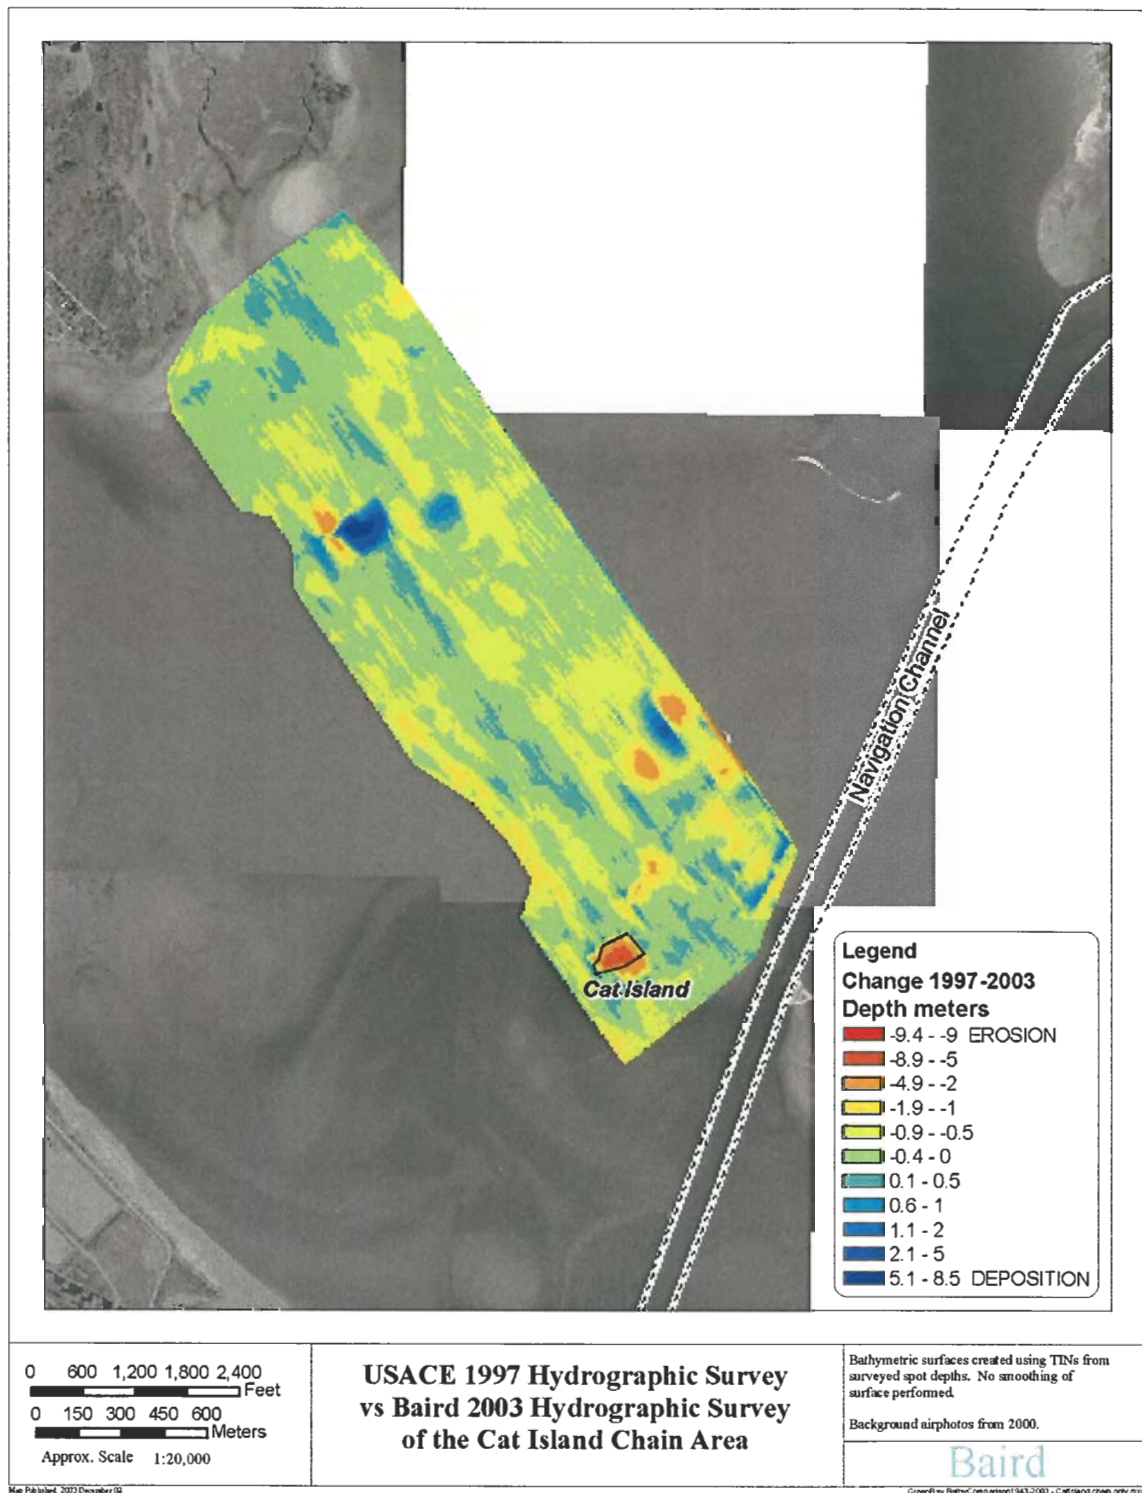 Navigation Channel
Cat Island
Legend
Change 1997-2003
Depth meters
-9.4 - -9 EROSION
-8.9 - -5
-4.9 - -2
-1.9 - -1
-0.9 - -0.5
-0.4 - 0
0.1 - 0.5
0.6 - 1
1.1 - 2
2.1 - 5
5.1 - 8.5 DEPOSITION
0 600 1,200 1,800 2,400
Feet
0 150 300 450 600
Meters
Approx. Scale 1:20,000
USACE 1997 Hydrographic Survey
vs Baird 2003 Hydrographic Survey
of the Cat Island Chain Area
Bathymetric surfaces created using TINs from
surveyed spot depths. No smoothing of
surface performed.
Background airphotos from 2000.
Baird
Map Published, 2003 December 02